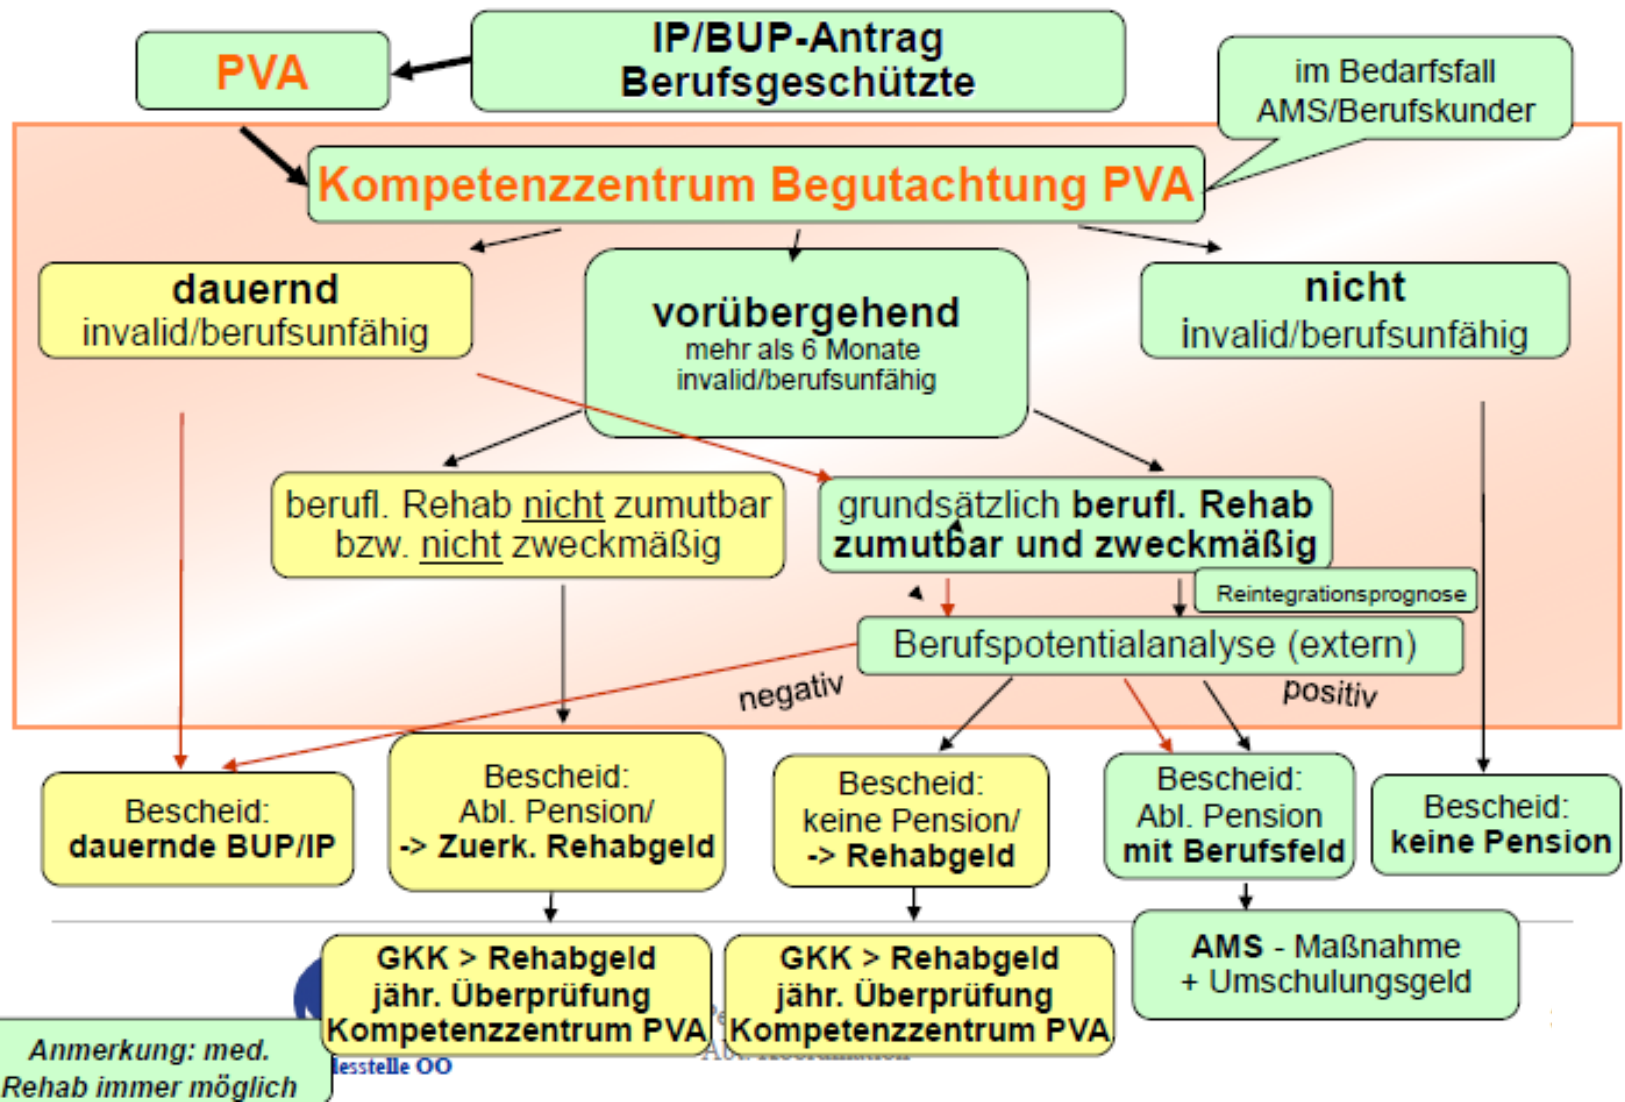 IP/BUP-Antrag
Berufsgeschützte
PVA
im Bedarfsfall
AMS/Berufskunder
Kompetenzzentrum Begutachtung PVA
dauernd
invalid/berufsunfähig
vorübergehend
mehr als 6 Monate
invalid/berufsunfähig
nicht
invalid/berufsunfähig
berufl. Rehab nicht zumutbar
bzw. nicht zweckmäßig
grundsätzlich berufl. Rehab
zumutbar und zweckmäßig
Reintegrationsprognose
Berufspotentialanalyse (extern)
negativ
positiv
Bescheid:
dauernde BUP/IP
Bescheid:
Abl. Pension/
-> Zuerk. Rehabgeld
Bescheid:
keine Pension/
-> Rehabgeld
Bescheid:
Abl. Pension
mit Berufsfeld
Bescheid:
keine Pension
GKK > Rehabgeld
jähr. Überprüfung
Kompetenzzentrum PVA
GKK > Rehabgeld
jähr. Überprüfung
Kompetenzzentrum PVA
AMS - Maßnahme
+ Umschulungsgeld
Anmerkung: med.
Rehab immer möglich
lesstelle OO